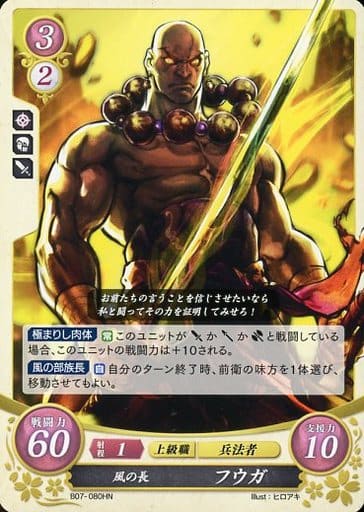 3
2
お前たちの言うことを信じさせたいなら
私と闘ってその力を証明してみせろ！
極まりし肉体 常 このユニットが か か と戦闘している
場合、このユニットの戦闘力は+10される。
風の部族長 自 自分のターン終了時、前衛の味方を1体選び、
移動させてもよい。
戦闘力
60
射程
1
上級職
兵法者
支援力
10
風の長
フウガ
B07-080HN
Illust：ヒロアキ